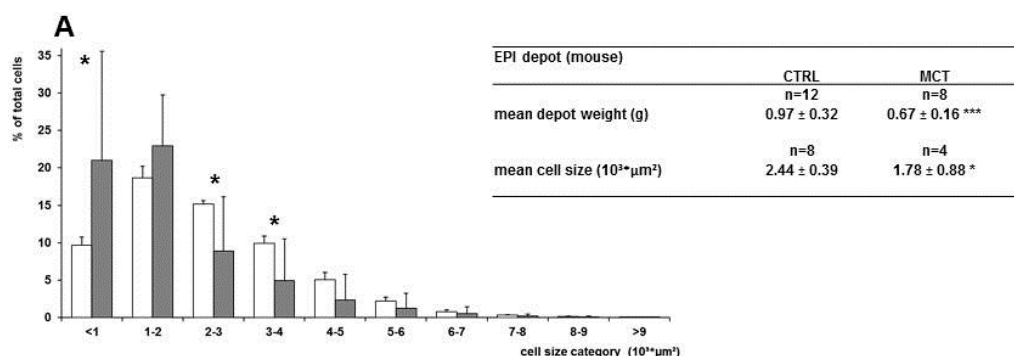 A
35
30
25
20
15
10
5
0
% of total cells
*
*
*
<1 1-2 2-3 3-4 4-5 5-6 6-7 7-8 8-9 >9
cell size category (10³*µm²)
EPI depot (mouse)
CTRL MCT
n=12 n=8
mean depot weight (g) 0.97 ± 0.32 0.67 ± 0.16 ***
n=8 n=4
mean cell size (10³*µm²) 2.44 ± 0.39 1.78 ± 0.88 *